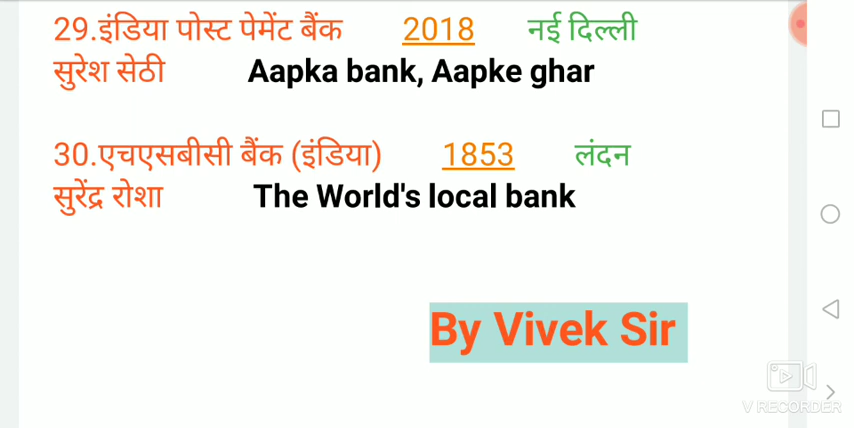 29.इंडिया पोस्ट पेमेंट बैंक 2018 नई दिल्ली
सुरेश सेठी Aapka bank, Aapke ghar
30.एचएसबीसी बैंक (इंडिया) 1853 लंदन
सुरेंद्र रोशा The World's local bank
By Vivek Sir
V RECORDER